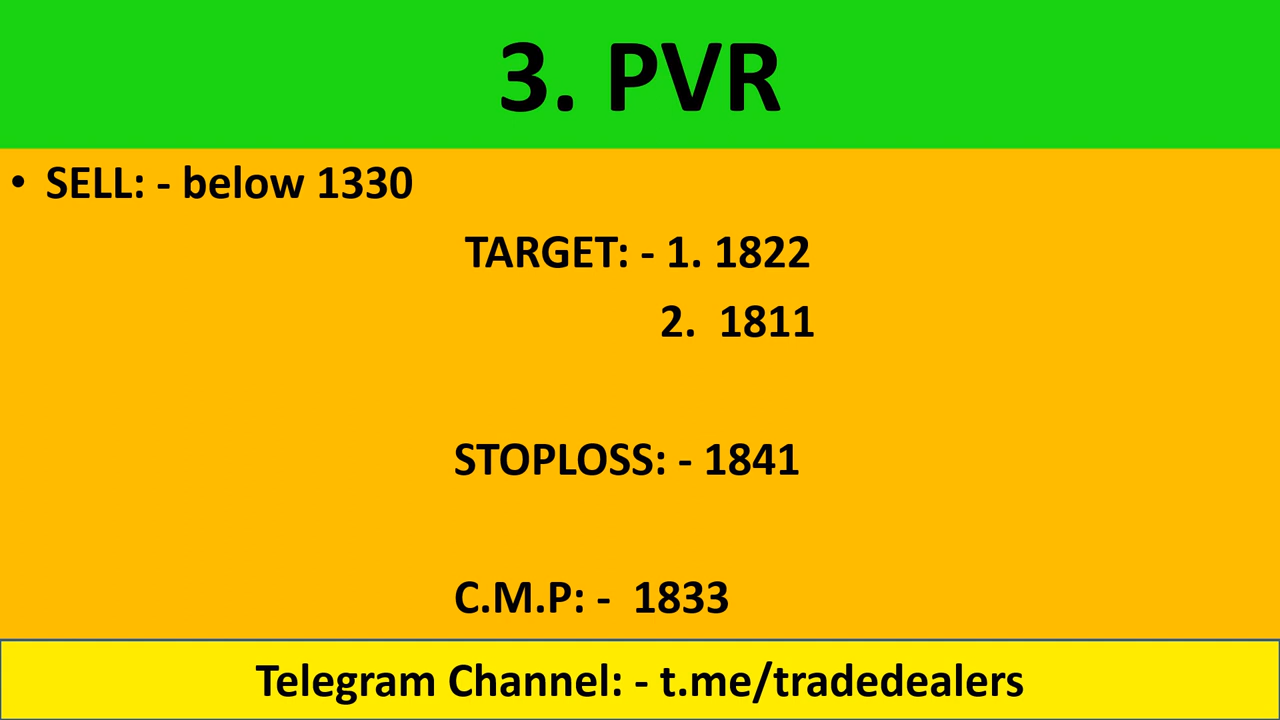 3. PVR
• SELL: - below 1330
TARGET: - 1. 1822
2. 1811
STOPLOSS: - 1841
C.M.P: - 1833
Telegram Channel: - t.me/tradedealers